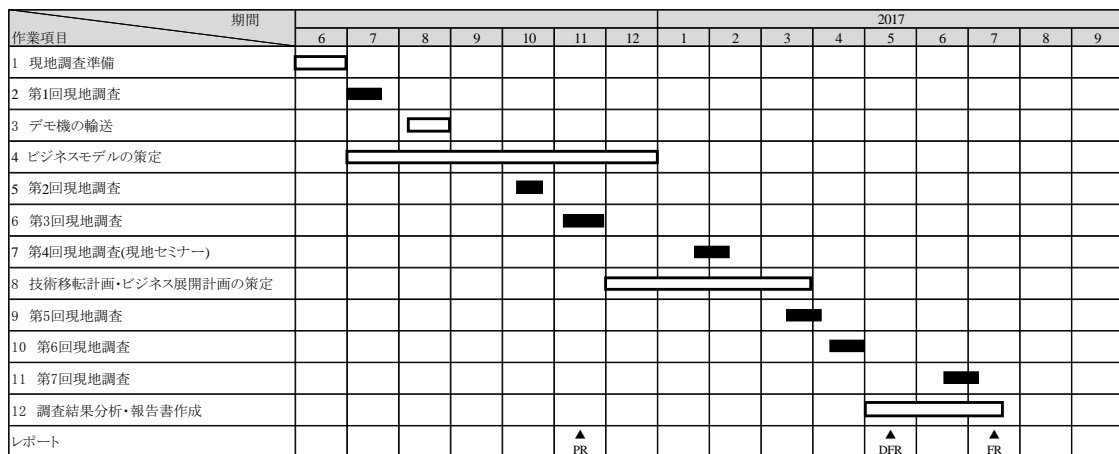 期間
2017
作業項目
6 7 8 9 10 11 12 1 2 3 4 5 6 7 8 9
1 現地調査準備
2 第1回現地調査
3 デモ機の輸送
4 ビジネスモデルの策定
5 第2回現地調査
6 第3回現地調査
7 第4回現地調査(現地セミナー)
8 技術移転計画・ビジネス展開計画の策定
9 第5回現地調査
10 第6回現地調査
11 第7回現地調査
12 調査結果分析・報告書作成
レポート ▲ ▲ ▲
PR DFR FR